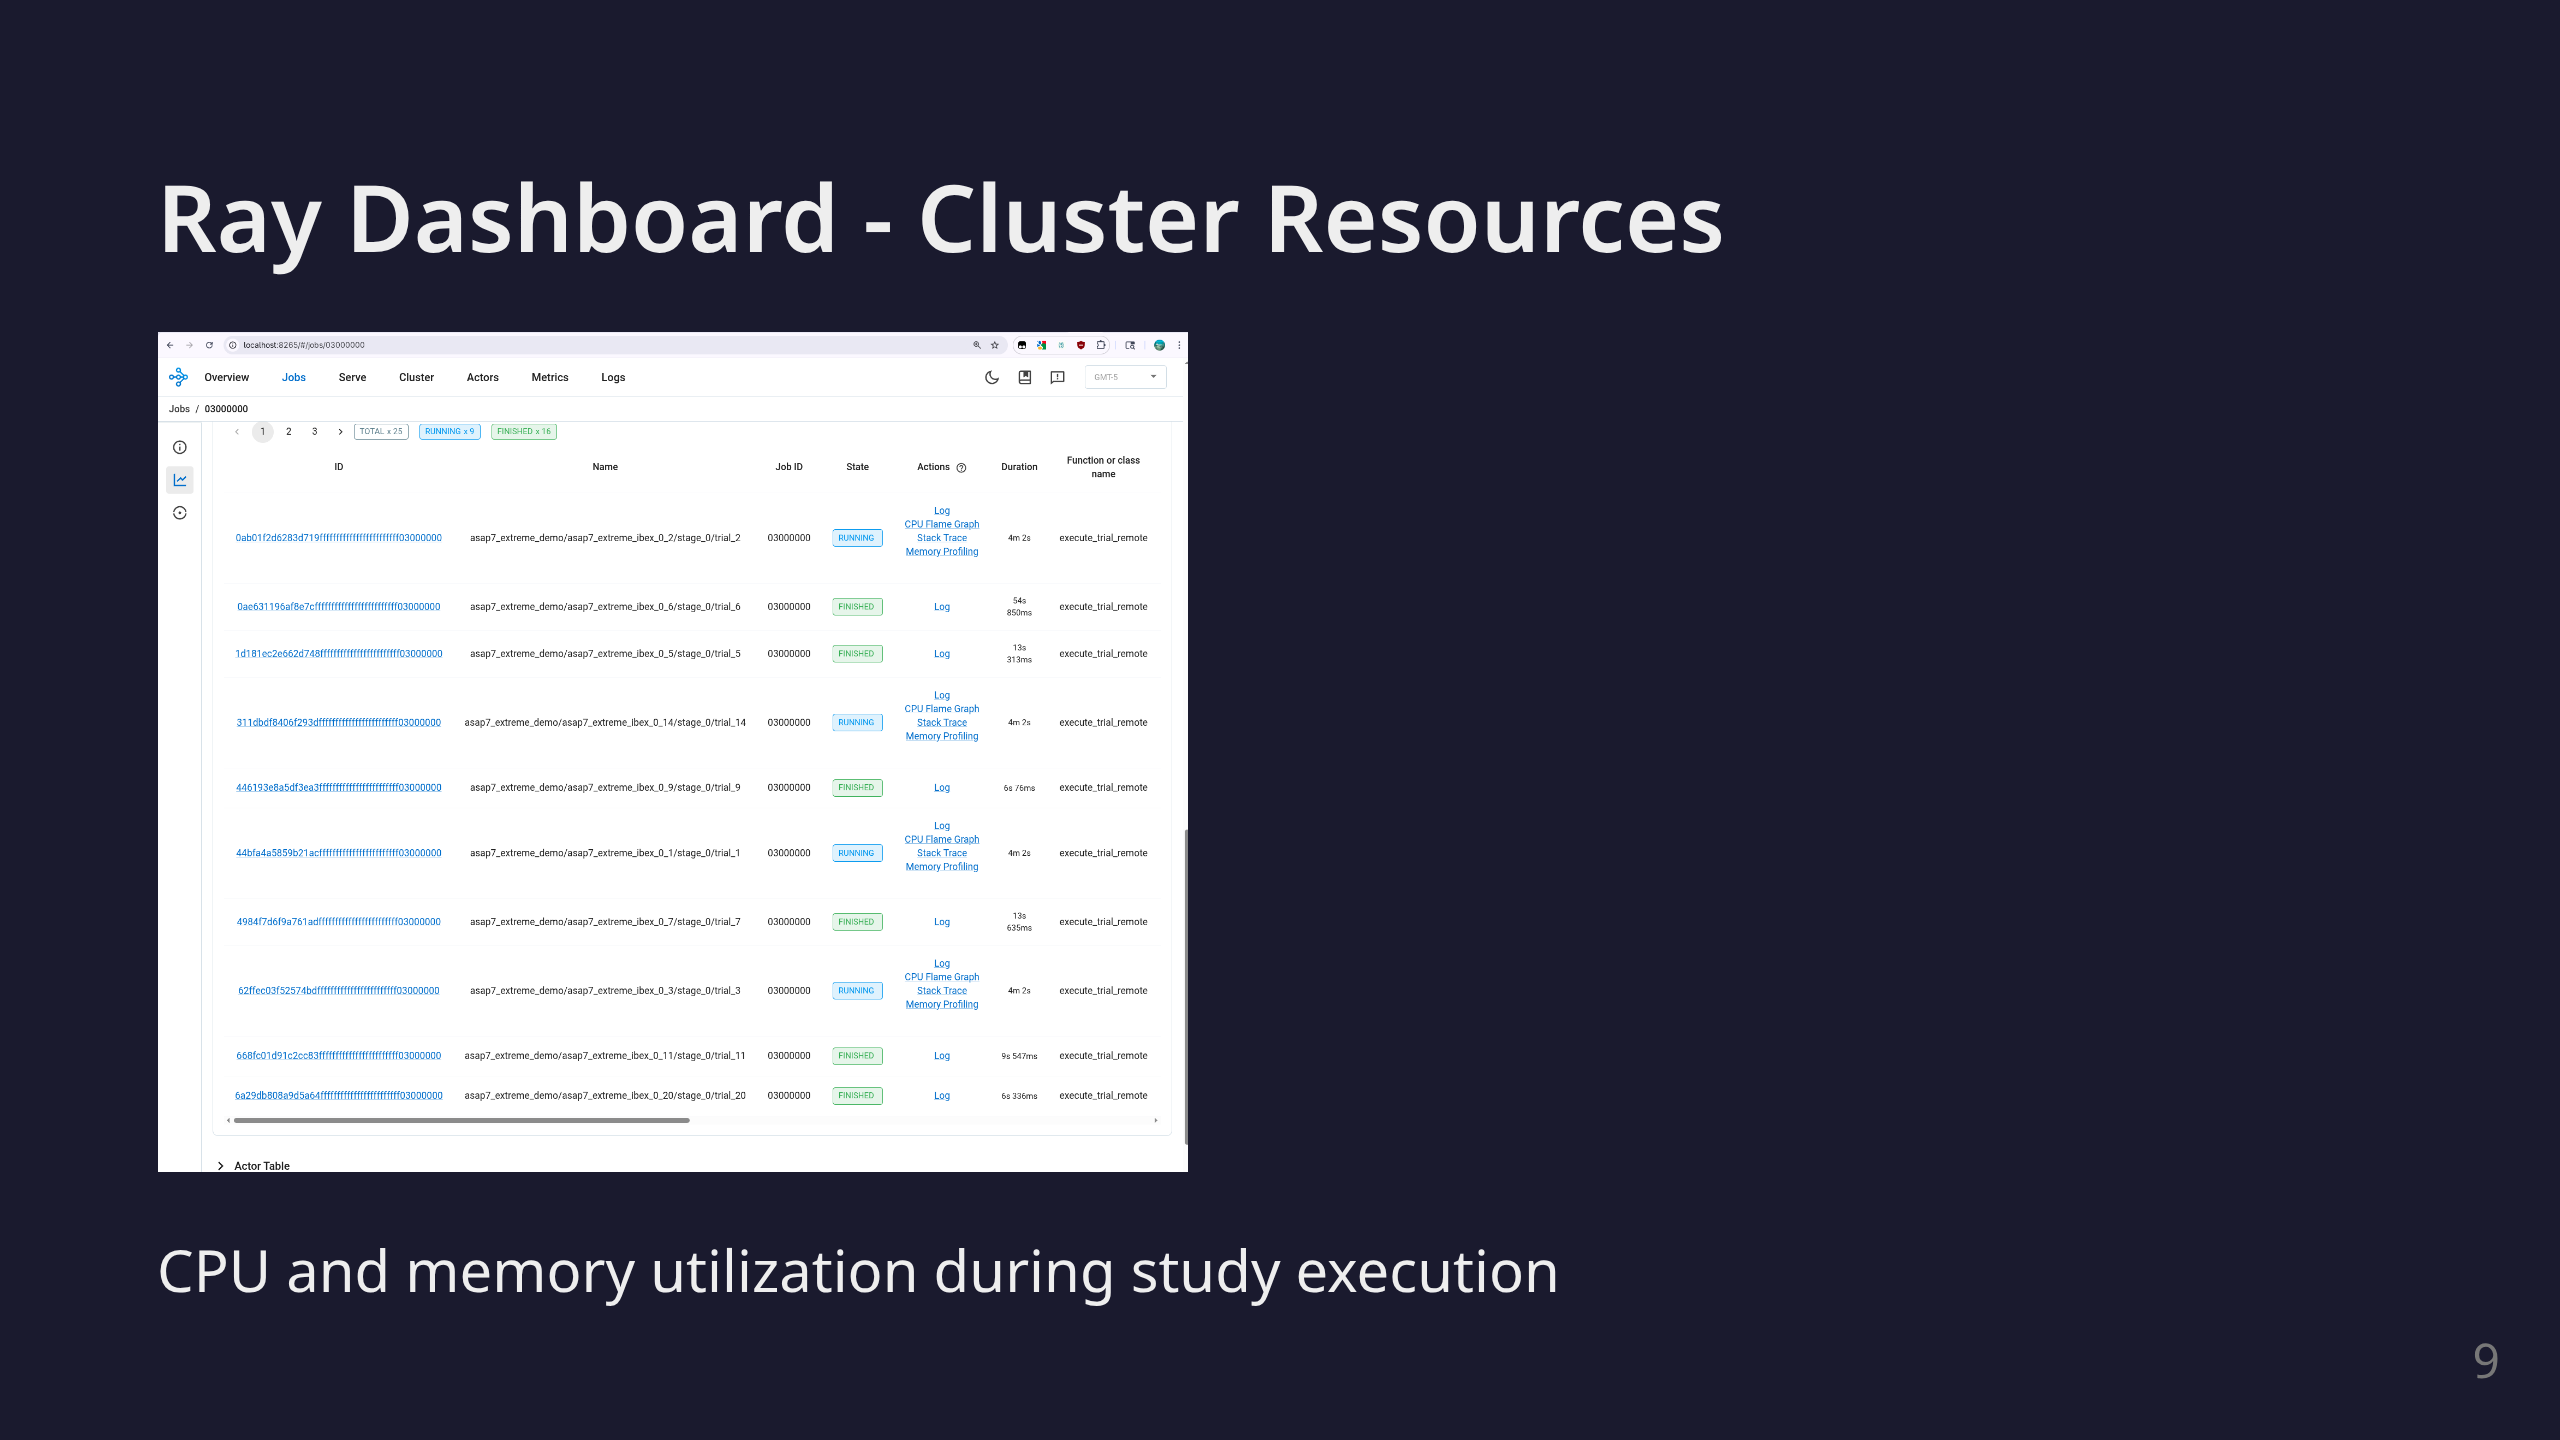 Ray Dashboard - Cluster Resources
localhost:8265/#/jobs/03000000
Overview Jobs Serve Cluster Actors Metrics Logs GMT-5
Jobs / 03000000
1 2 3 TOTAL x 25 RUNNING x 9 FINISHED x 16
ID Name Job ID State Actions Duration Function or class name
asap7_extreme_demo/asap7_extreme_ibex_0_2/stage_0/trial_2 03000000 RUNNING Log CPU Flame Graph Stack Trace Memory Profiling 4m 2s execute_trial_remote
asap7_extreme_demo/asap7_extreme_ibex_0_6/stage_0/trial_6 03000000 FINISHED Log 54s 850ms execute_trial_remote
asap7_extreme_demo/asap7_extreme_ibex_0_5/stage_0/trial_5 03000000 FINISHED Log 13s 313ms execute_trial_remote
asap7_extreme_demo/asap7_extreme_ibex_0_14/stage_0/trial_14 03000000 RUNNING Log CPU Flame Graph Stack Trace Memory Profiling 4m 2s execute_trial_remote
asap7_extreme_demo/asap7_extreme_ibex_0_9/stage_0/trial_9 03000000 FINISHED Log 6s 76ms execute_trial_remote
asap7_extreme_demo/asap7_extreme_ibex_0_1/stage_0/trial_1 03000000 RUNNING Log CPU Flame Graph Stack Trace Memory Profiling 4m 2s execute_trial_remote
asap7_extreme_demo/asap7_extreme_ibex_0_7/stage_0/trial_7 03000000 FINISHED Log 13s 635ms execute_trial_remote
asap7_extreme_demo/asap7_extreme_ibex_0_3/stage_0/trial_3 03000000 RUNNING Log CPU Flame Graph Stack Trace Memory Profiling 4m 2s execute_trial_remote
asap7_extreme_demo/asap7_extreme_ibex_0_11/stage_0/trial_11 03000000 FINISHED Log 9s 547ms execute_trial_remote
asap7_extreme_demo/asap7_extreme_ibex_0_20/stage_0/trial_20 03000000 FINISHED Log 6s 336ms execute_trial_remote
Actor Table
CPU and memory utilization during study execution
9